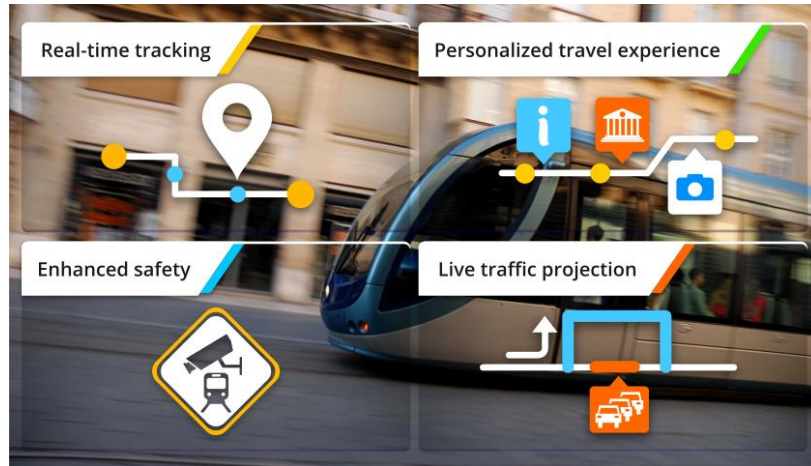 Real-time tracking
Personalized travel experience
i
Enhanced safety
Live traffic projection